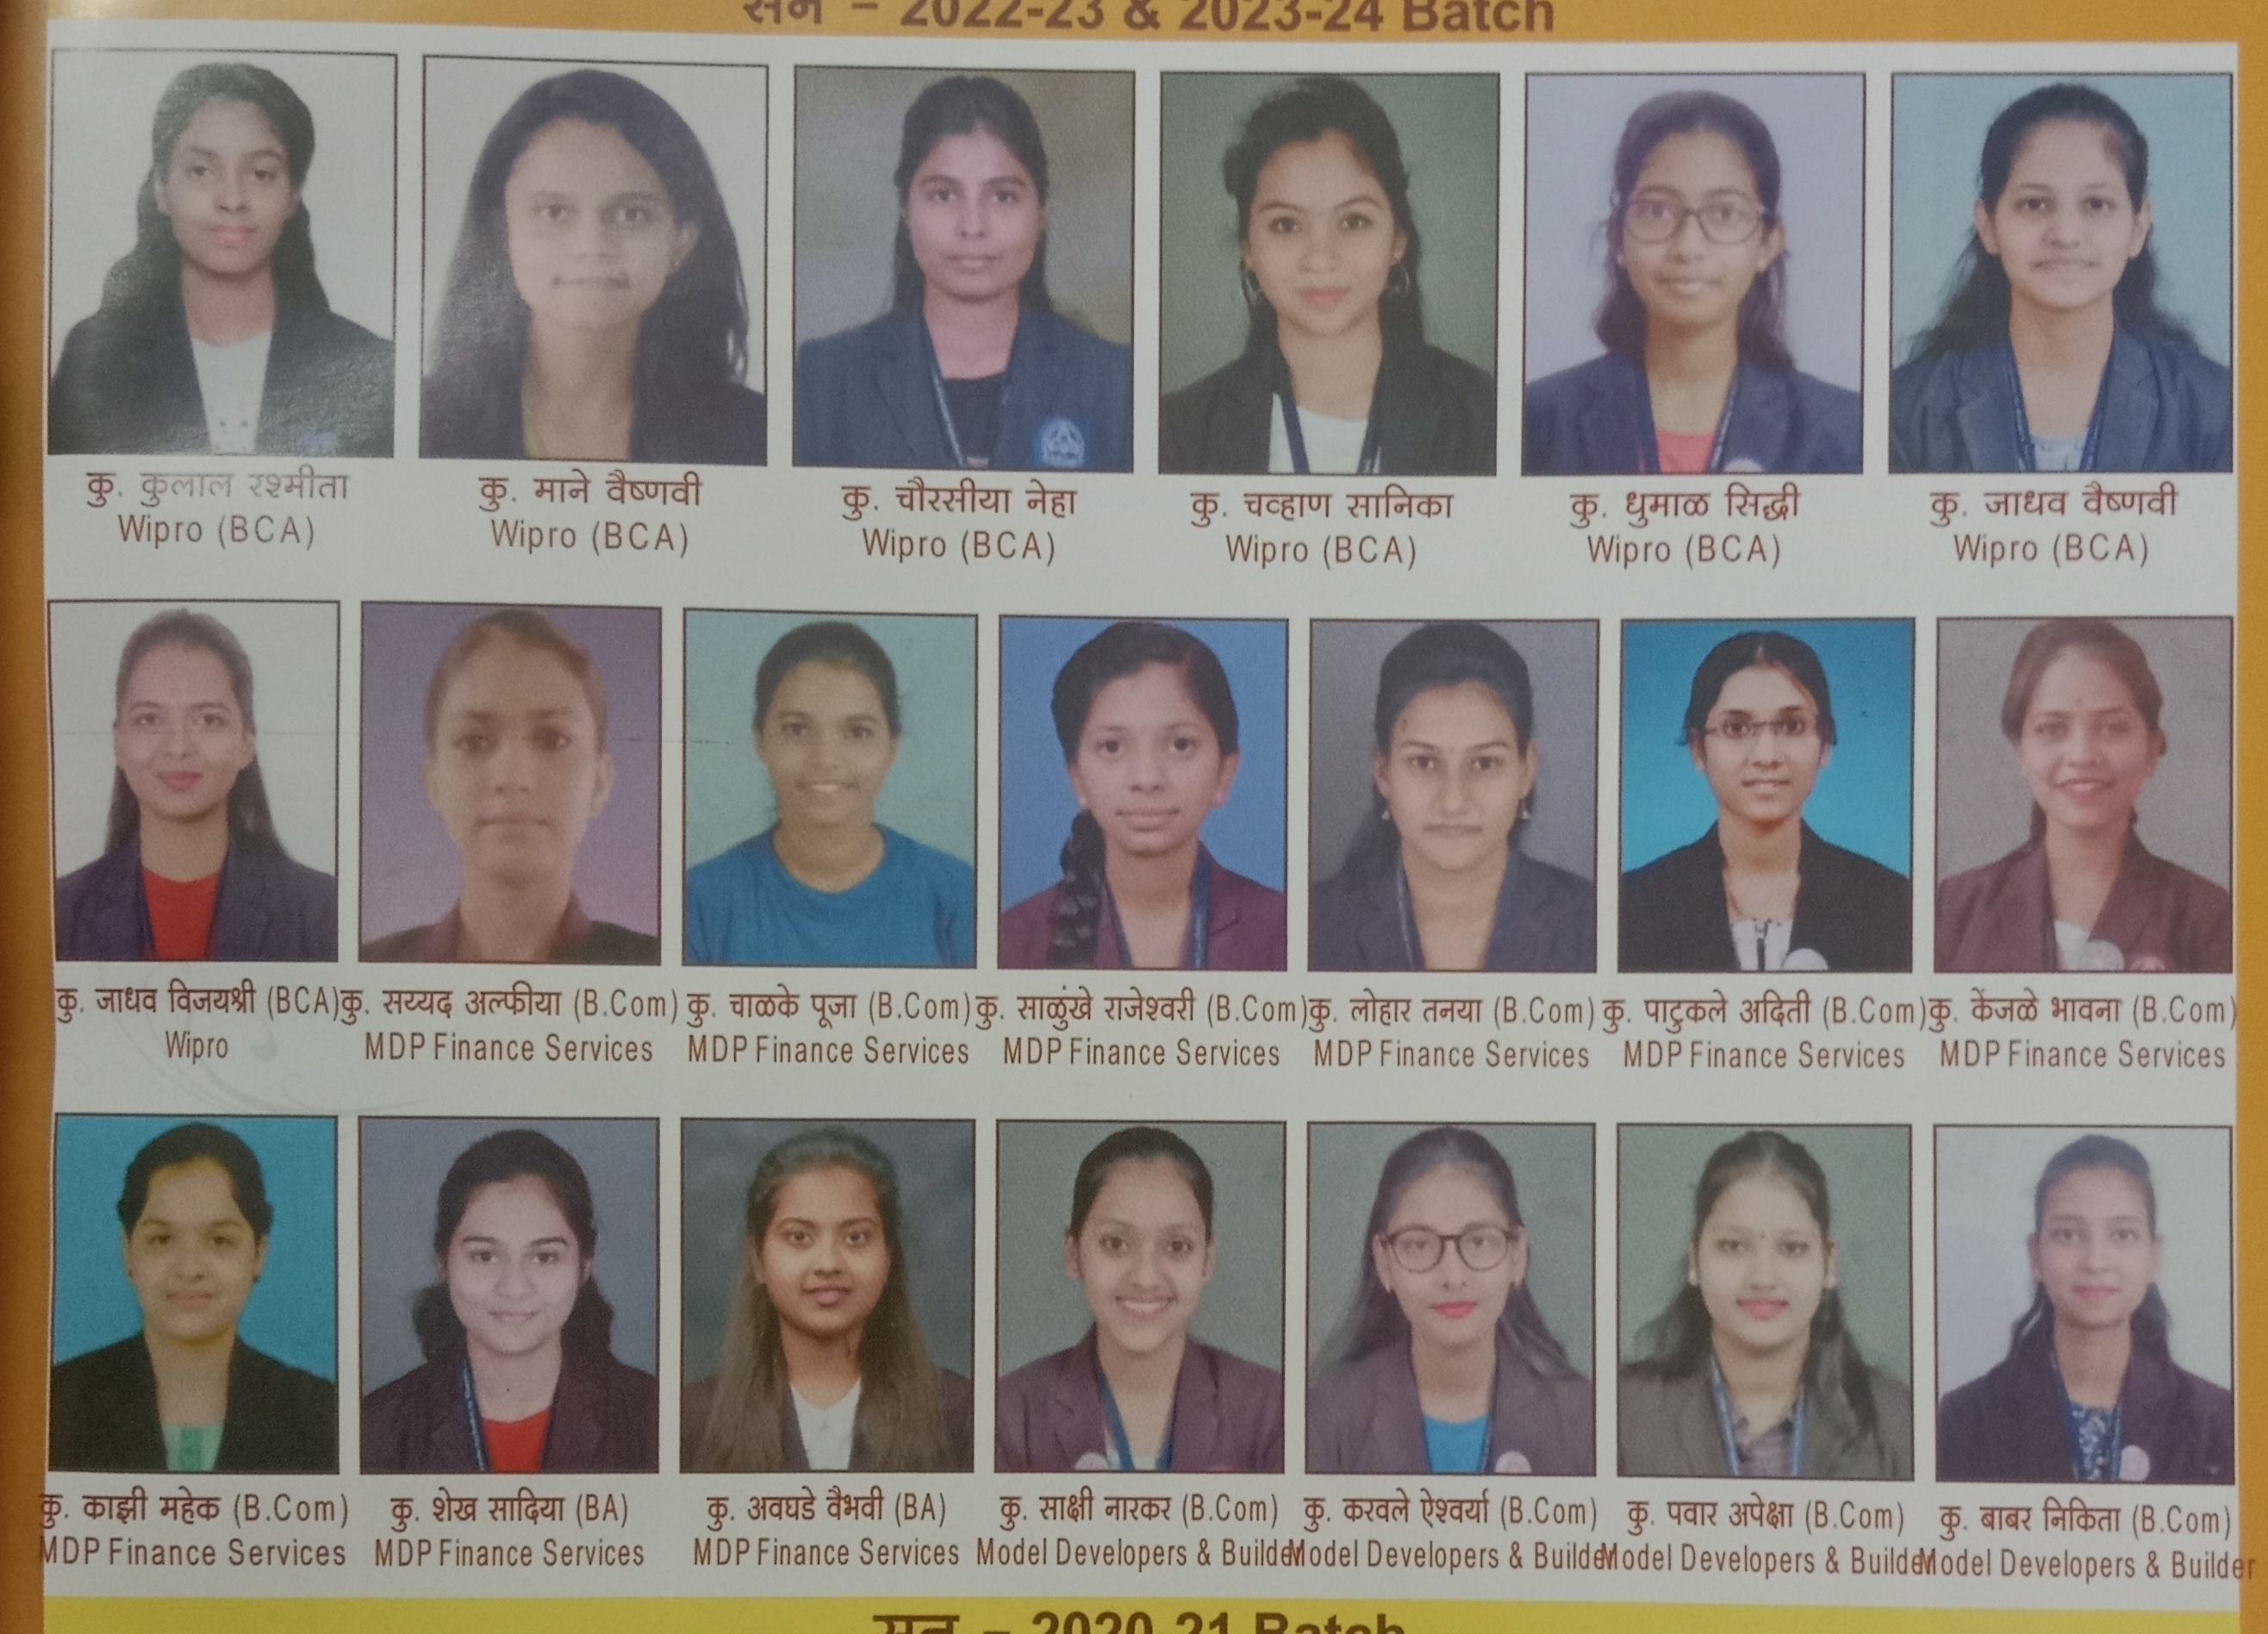 सन – 2022-23 & 2023-24 Batch
कु. कुलाल रश्मीता
Wipro (BCA)
कु. माने वैष्णवी
Wipro (BCA)
कु. चौरसीया नेहा
Wipro (BCA)
कु. चव्हाण सानिका
Wipro (BCA)
कु. धुमाळ सिद्धी
Wipro (BCA)
कु. जाधव वैष्णवी
Wipro (BCA)
कु. जाधव विजयश्री (BCA)
Wipro
कु. सय्यद अल्फीया (B.Com)
MDP Finance Services
कु. चाळके पूजा (B.Com)
MDP Finance Services
कु. साळुंखे राजेश्वरी (B.Com)
MDP Finance Services
कु. लोहार तनया (B.Com)
MDP Finance Services
कु. पाटुकले अदिती (B.Com)
MDP Finance Services
कु. केंजळे भावना (B.Com)
MDP Finance Services
कु. काझी महेक (B.Com)
MDP Finance Services
कु. शेख सादिया (BA)
MDP Finance Services
कु. अवघडे वैभवी (BA)
MDP Finance Services
कु. साक्षी नारकर (B.Com)
Model Developers & Builde
कु. करवले ऐश्वर्या (B.Com)
Model Developers & Builde
कु. पवार अपेक्षा (B.Com)
Model Developers & Builde
कु. बाबर निकिता (B.Com)
Model Developers & Builder
सन – 2020-21 Batch